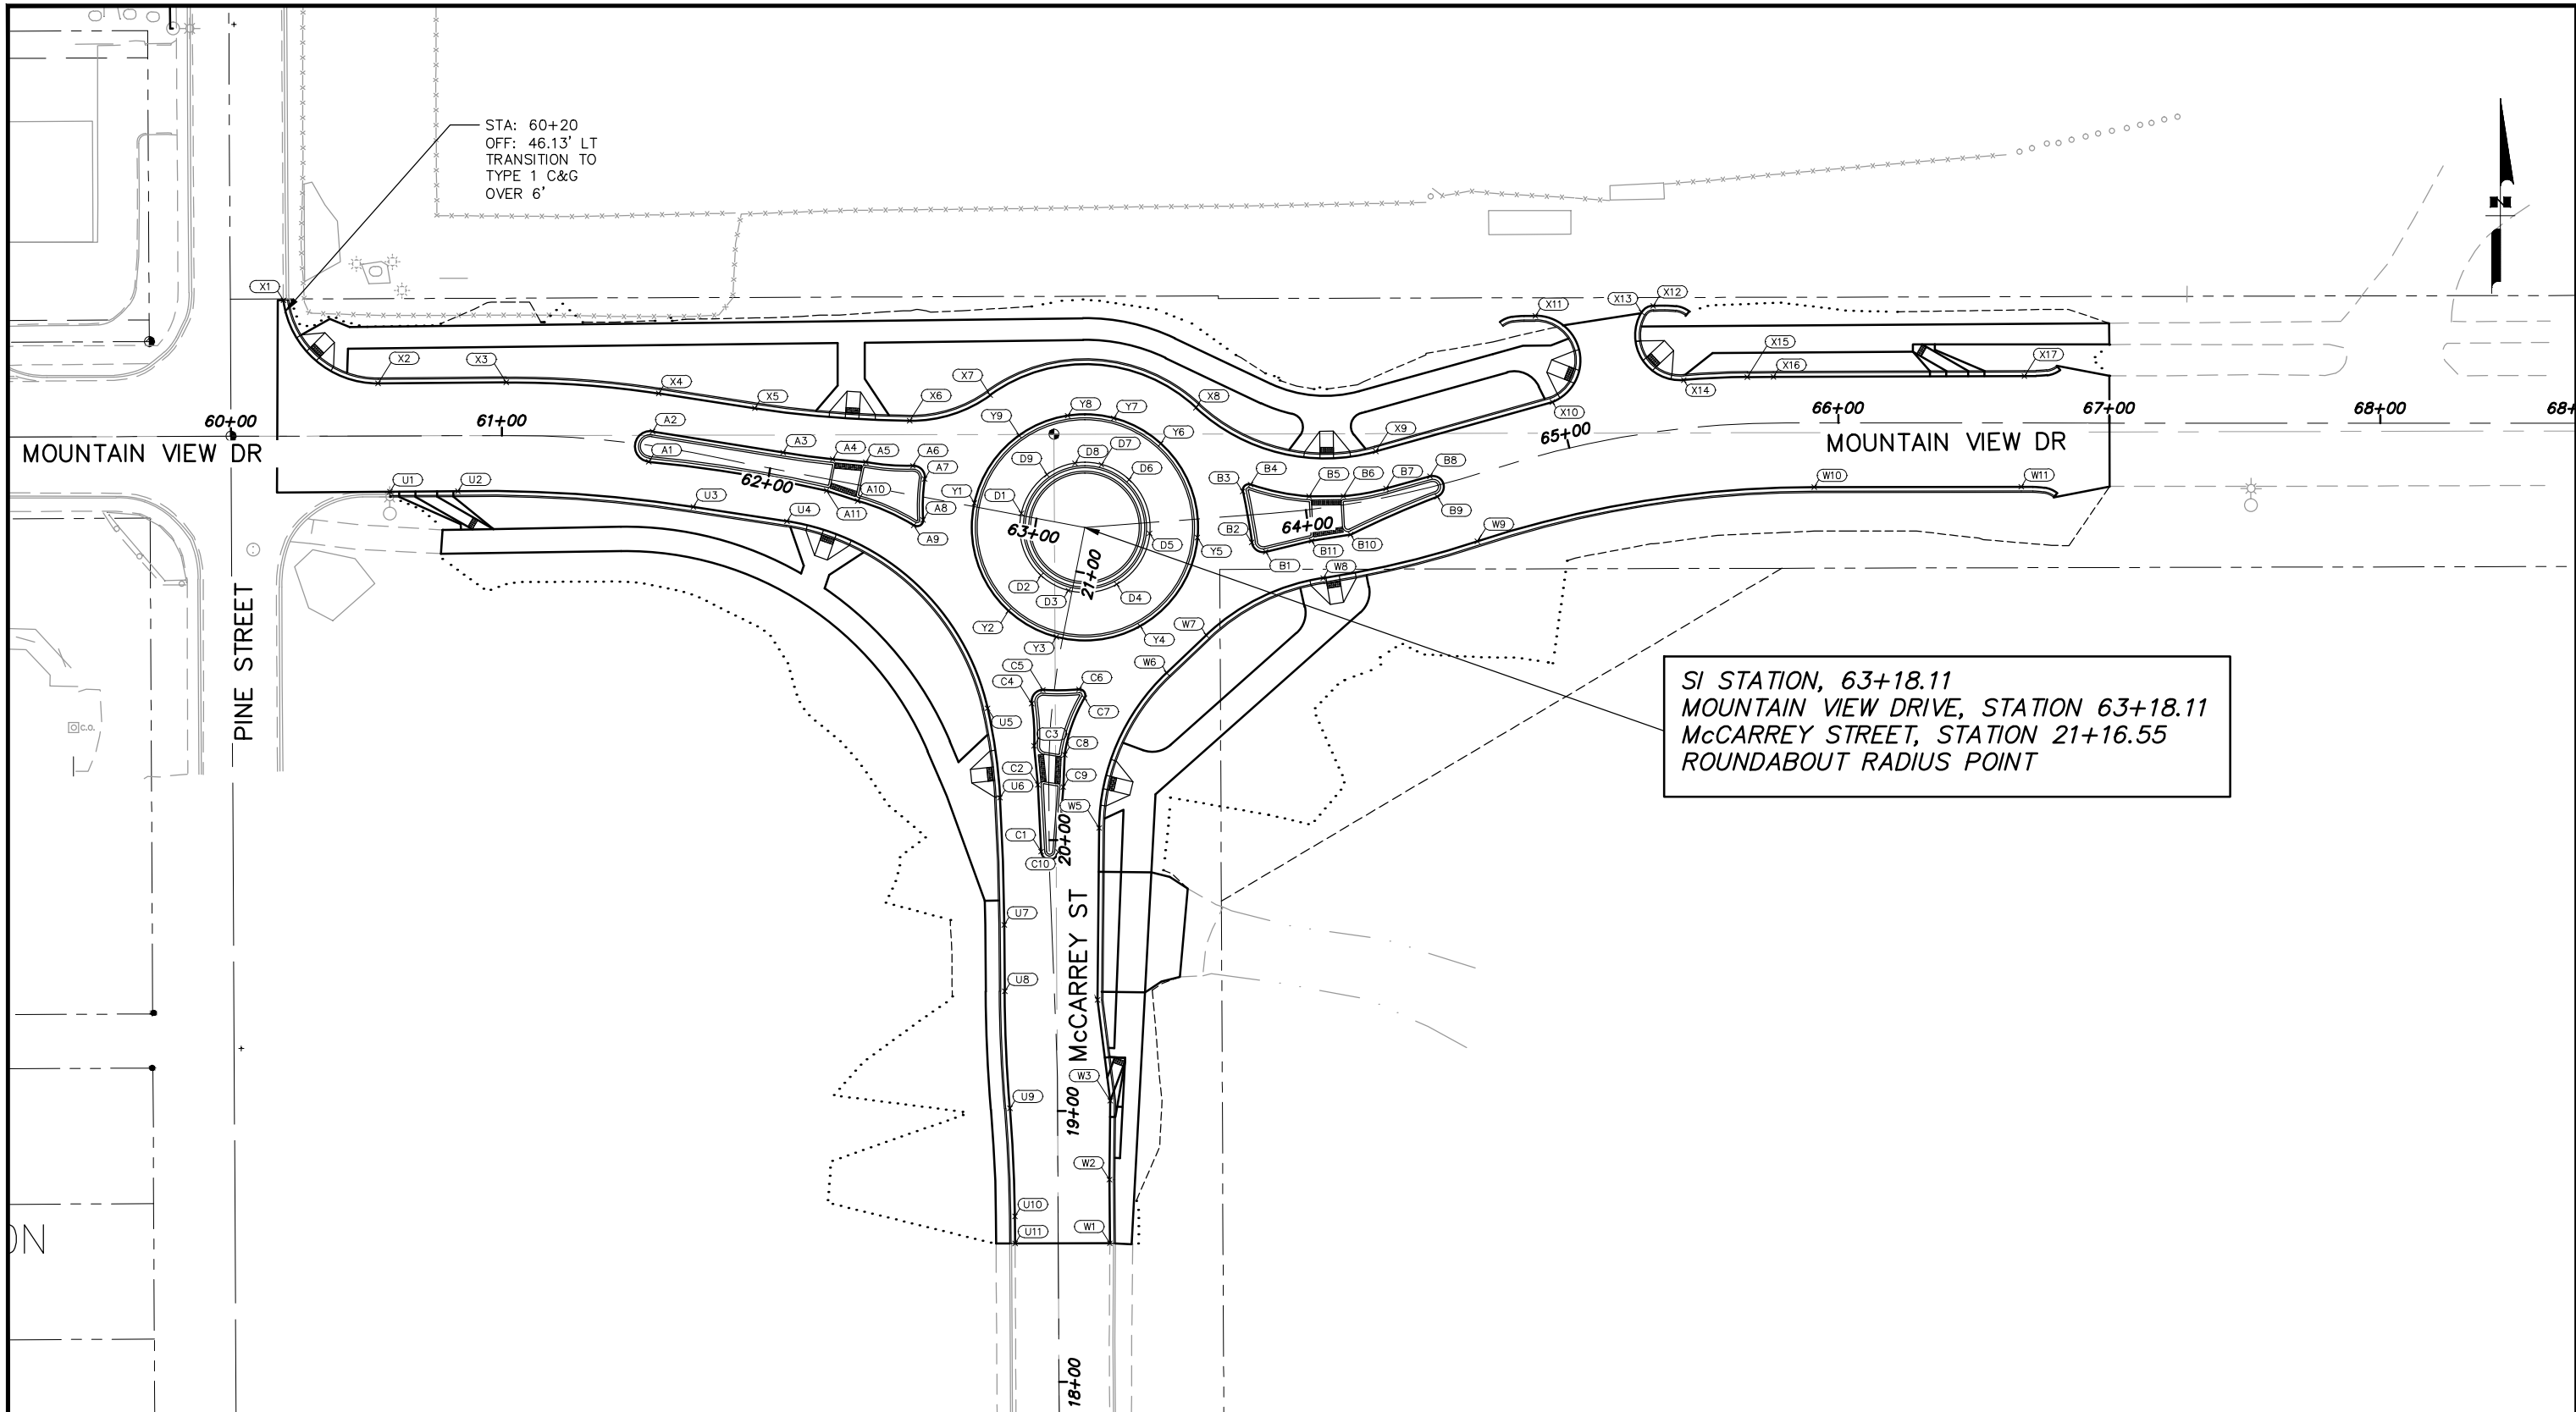 STA: 60+20
OFF: 46.13' LT
TRANSITION TO
TYPE 1 C&G
OVER 6'
N
X1
X11
X13
X12
X2
X3
X4
X5
X6
X7
X8
X9
X10
X14
X15
X16
X17
60+00
61+00
62+00
63+00
64+00
65+00
66+00
67+00
68+00
68+
MOUNTAIN VIEW DR
MOUNTAIN VIEW DR
A1
A2
A3
A4
A5
A6
A7
A8
A9
A10
A11
Y1
Y2
Y3
Y4
Y5
Y6
Y7
Y8
Y9
D1
D2
D3
D4
D5
D6
D7
D8
D9
B1
B2
B3
B4
B5
B6
B7
B8
B9
B10
B11
U1
U2
U3
U4
U5
U6
U7
U8
U9
U10
U11
W1
W2
W3
W5
W6
W7
W8
W9
W10
W11
C1
C2
C3
C4
C5
C6
C7
C8
C9
C10
21+00
20+00
19+00
18+00
PINE STREET
McCARREY ST
C.O.
ON
SI STATION, 63+18.11
MOUNTAIN VIEW DRIVE, STATION 63+18.11
McCARREY STREET, STATION 21+16.55
ROUNDABOUT RADIUS POINT